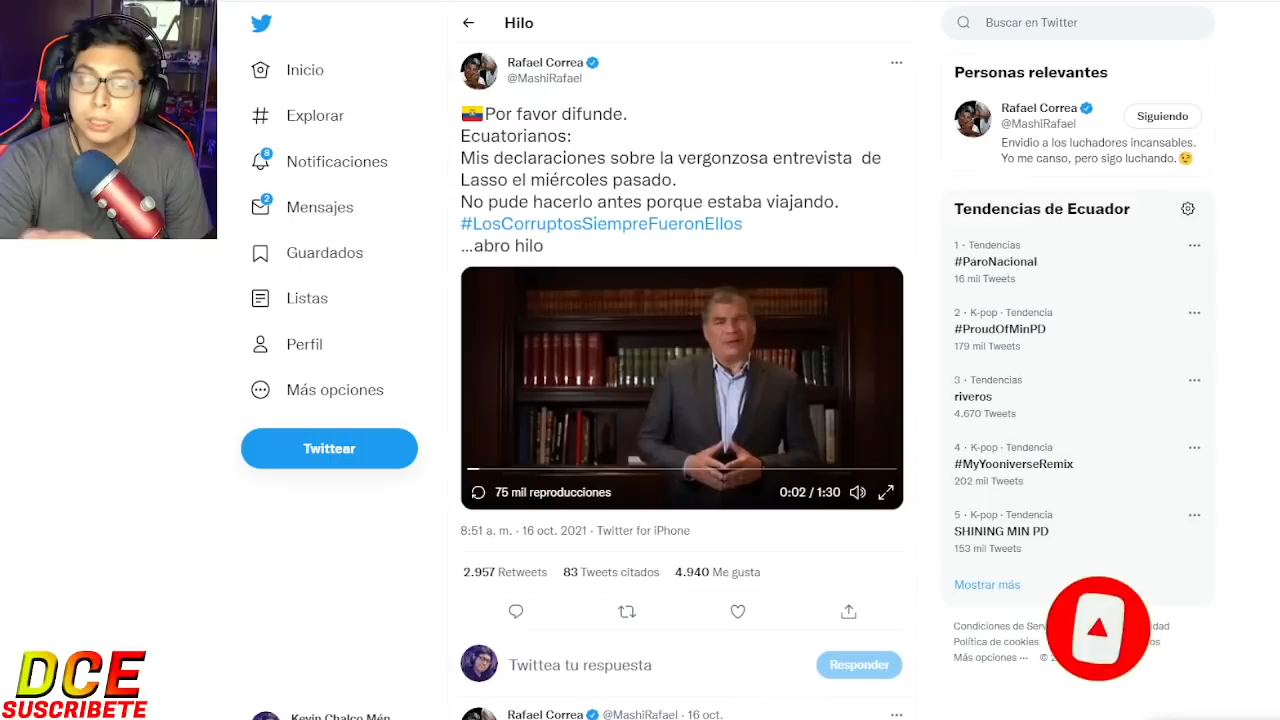 Inicio
Explorar
8
Notificaciones
2
Mensajes
Guardados
Listas
Perfil
Más opciones
Twittear
Kevin Chalco Mén
DCE
SUSCRIBETE
Hilo
Rafael Correa
@MashiRafael
Por favor difunde.
Ecuatorianos:
Mis declaraciones sobre la vergonzosa entrevista de
Lasso el miércoles pasado.
No pude hacerlo antes porque estaba viajando.
#LosCorruptosSiempreFueronEllos
...abro hilo
75 mil reproducciones
0:02 / 1:30
8:51 a. m. · 16 oct. 2021 · Twitter for iPhone
2.957 Retweets 83 Tweets citados 4.940 Me gusta
Twittea tu respuesta
Responder
Rafael Correa @MashiRafael · 16 oct.
Buscar en Twitter
Personas relevantes
Rafael Correa
@MashiRafael
Siguiendo
Envidio a los luchadores incansables.
Yo me canso, pero sigo luchando.😉
Tendencias de Ecuador
1 · Tendencias
#ParoNacional
16 mil Tweets
2 · K-pop · Tendencia
#ProudOfMinPD
179 mil Tweets
3 · Tendencias
riveros
4.670 Tweets
4 · K-pop · Tendencia
#MyYooniverseRemix
202 mil Tweets
5 · K-pop · Tendencia
SHINING MIN PD
153 mil Tweets
Mostrar más
Condiciones de Serv
Política de cookies
Más opciones ··· ©